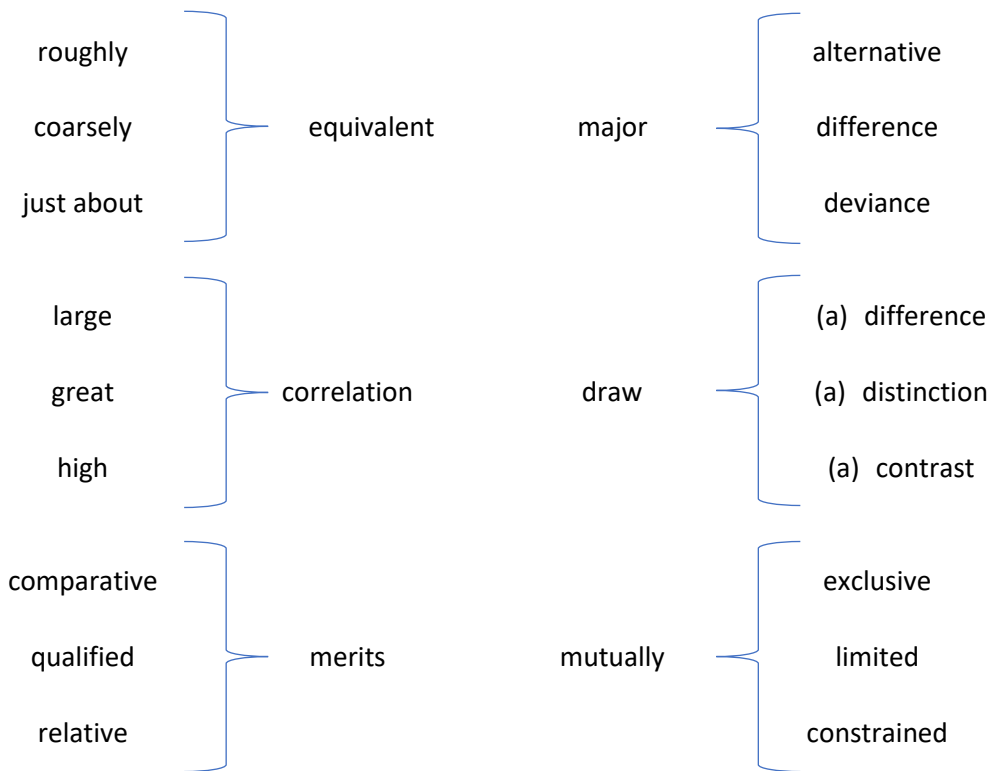 roughly
coarsely
just about
equivalent
major
alternative
difference
deviance
large
great
high
correlation
draw
(a) difference
(a) distinction
(a) contrast
comparative
qualified
relative
merits
mutually
exclusive
limited
constrained